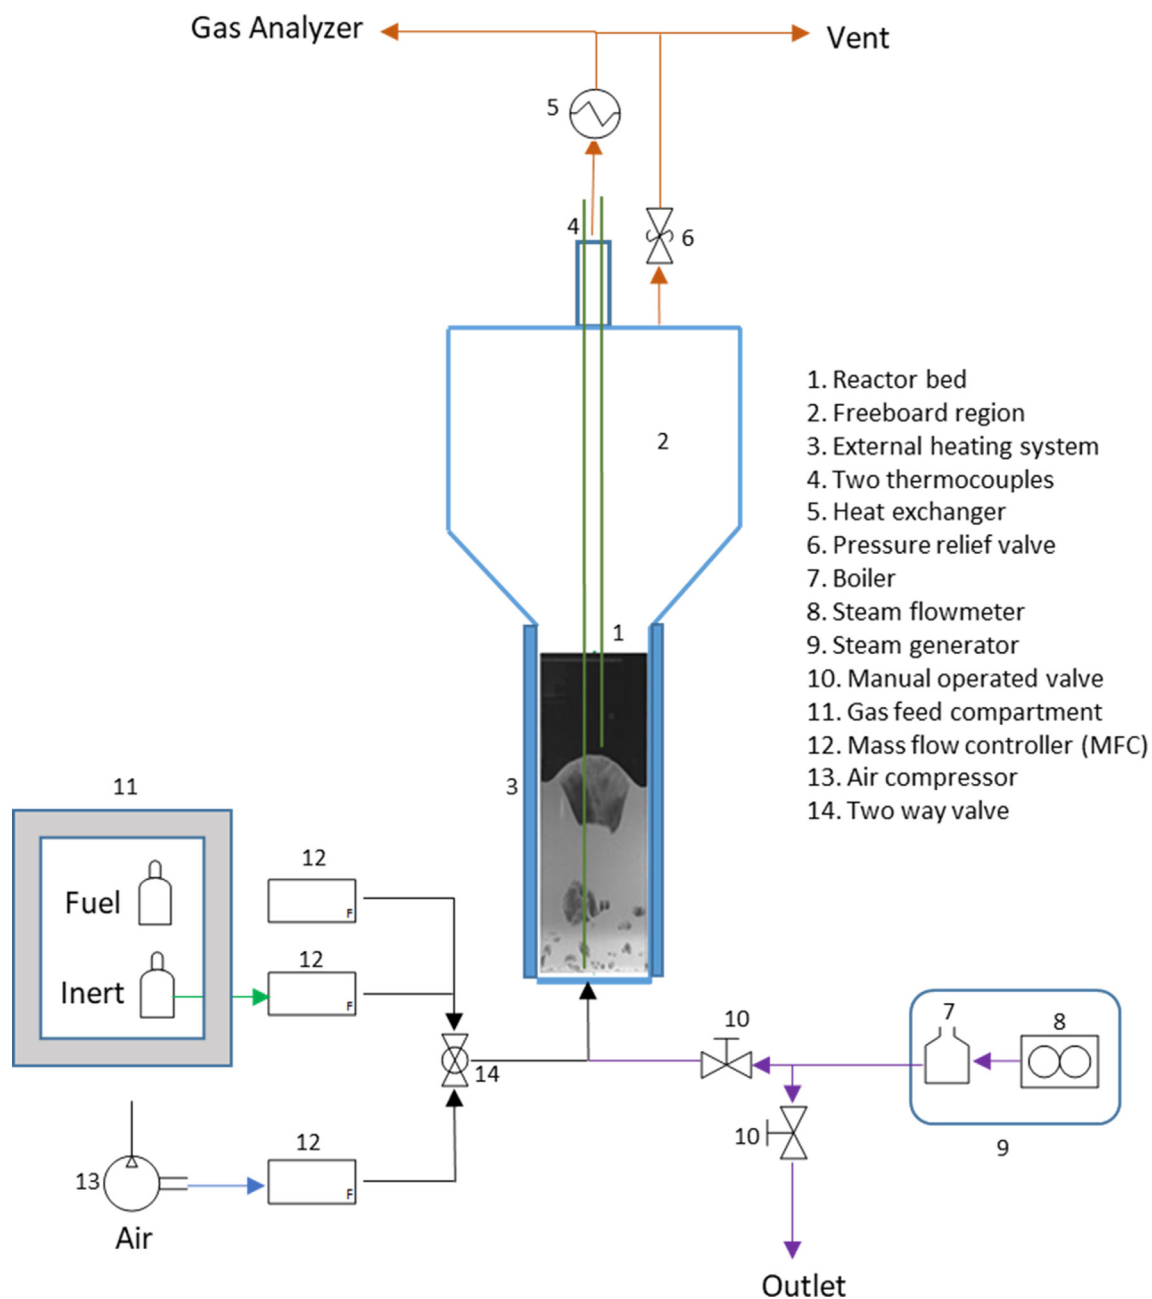 Gas Analyzer
Vent
5
4
6
2
1. Reactor bed
2. Freeboard region
3. External heating system
4. Two thermocouples
5. Heat exchanger
6. Pressure relief valve
7. Boiler
8. Steam flowmeter
9. Steam generator
10. Manual operated valve
11. Gas feed compartment
12. Mass flow controller (MFC)
13. Air compressor
14. Two way valve
1
3
11
12
Fuel
F
12
Inert
F
14
10
7
8
10
9
12
13
F
Air
Outlet